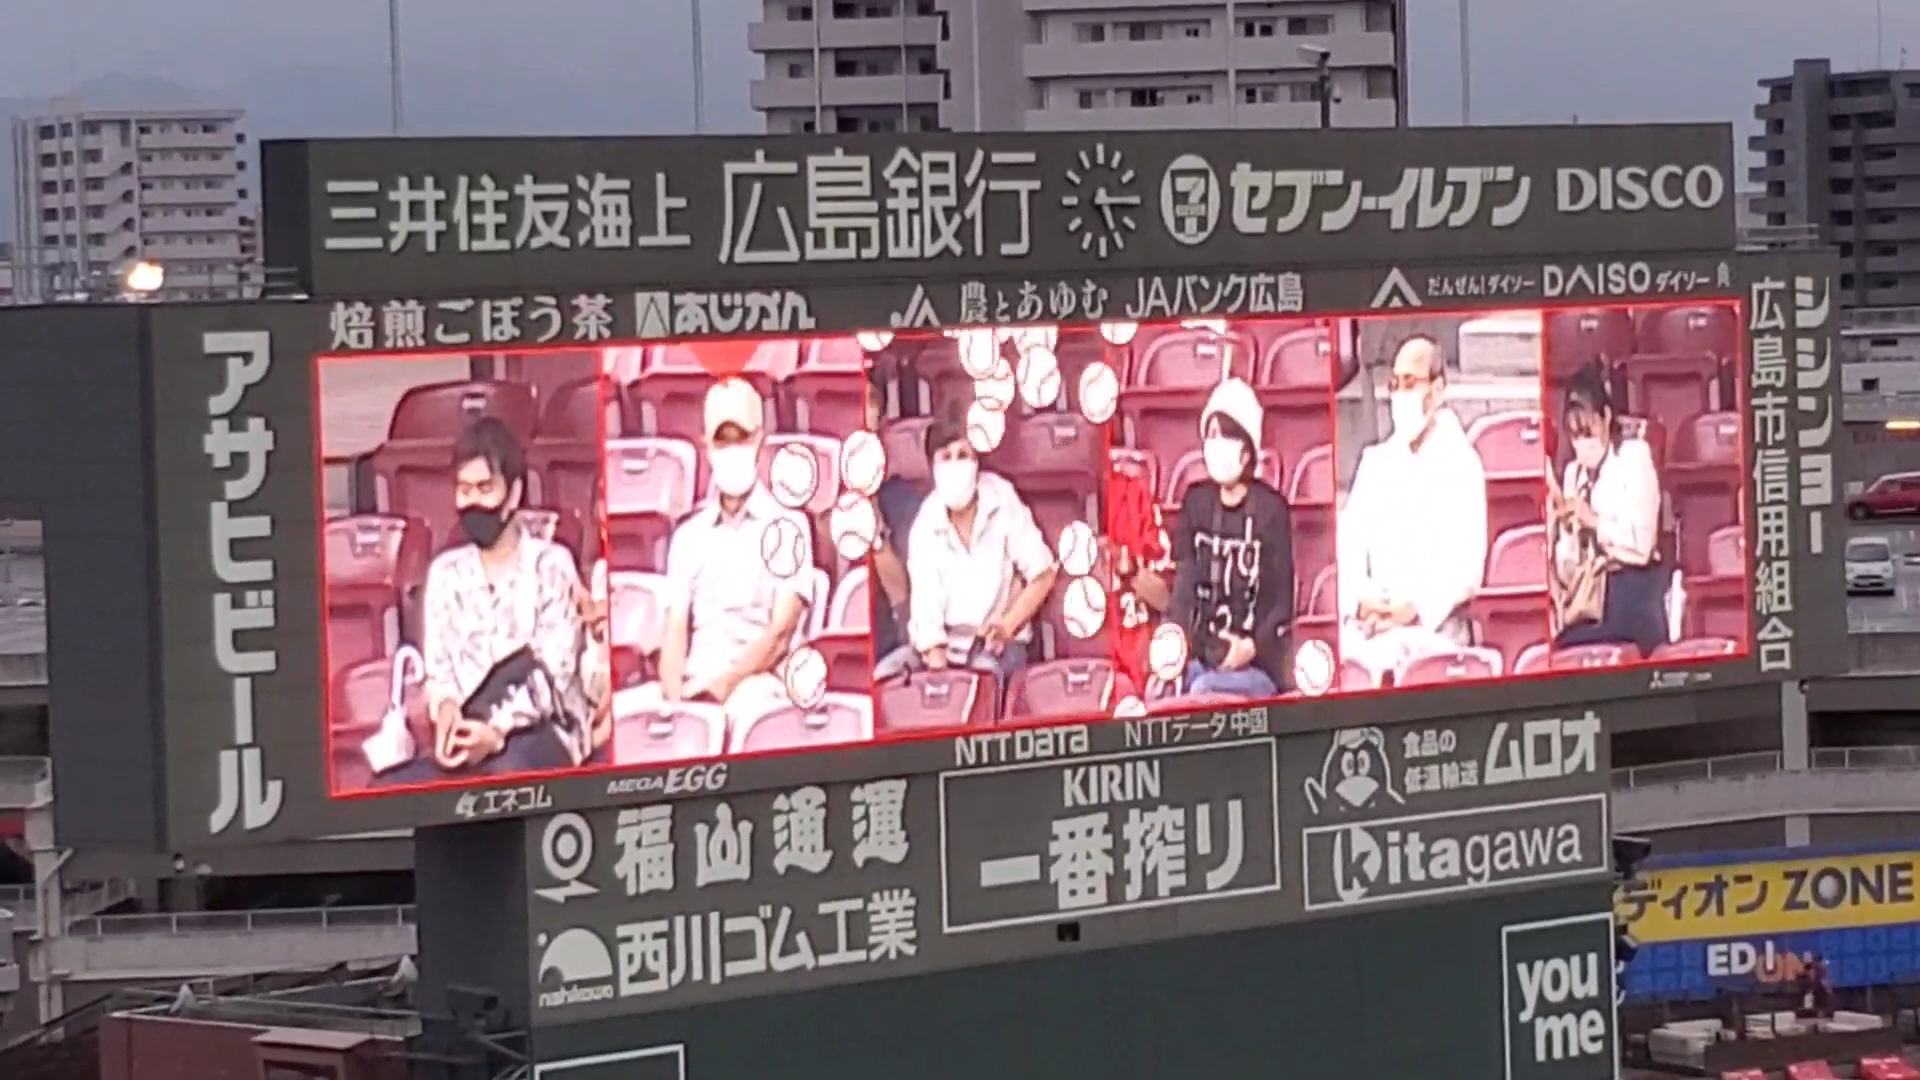 三井住友海上 広島銀行 セブン-イレブン DISCO
焙煎ごぼう茶 あじかん 農とあゆむ JAバンク広島 だんぜん!ダイソー DAISO ダイソー
アサヒビール
シシンヨー
広島市信用組合
エネコム MEGA EGG NTT DATA NTTデータ中国
福山通運
KIRIN
一番搾り
食品の
低温輸送
ムロオ
kitagawa
西川ゴム工業
nishikawa
ディオン ZONE
EDION
you
me